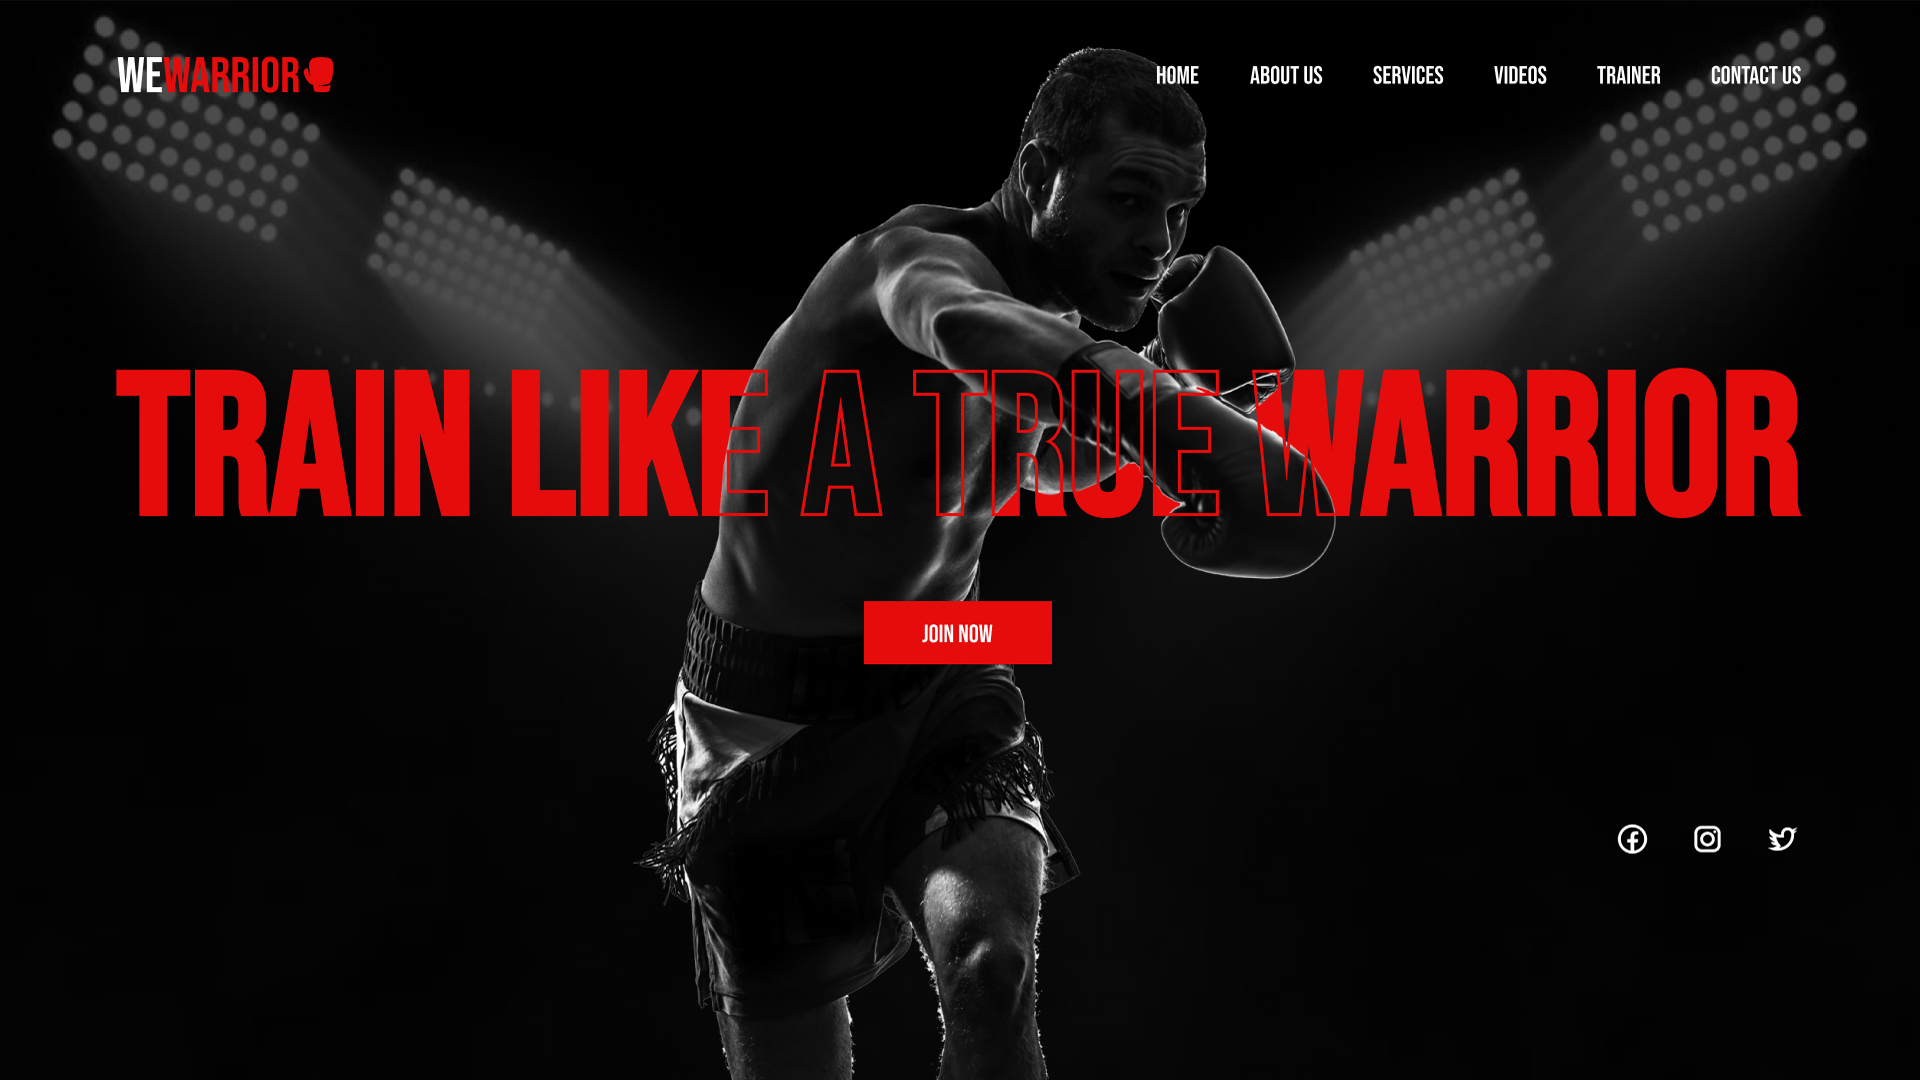 WEWARRIOR
HOME ABOUT US SERVICES VIDEOS TRAINER CONTACT US
TRAIN LIKE A TRUE WARRIOR
JOIN NOW